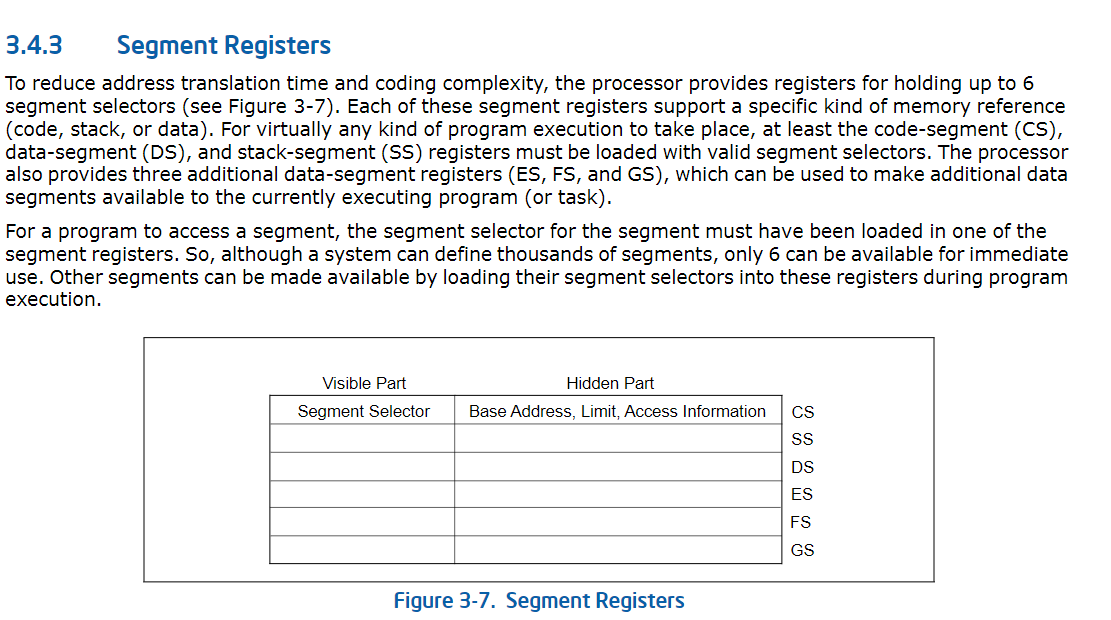 3.4.3 Segment Registers
To reduce address translation time and coding complexity, the processor provides registers for holding up to 6
segment selectors (see Figure 3-7). Each of these segment registers support a specific kind of memory reference
(code, stack, or data). For virtually any kind of program execution to take place, at least the code-segment (CS),
data-segment (DS), and stack-segment (SS) registers must be loaded with valid segment selectors. The processor
also provides three additional data-segment registers (ES, FS, and GS), which can be used to make additional data
segments available to the currently executing program (or task).
For a program to access a segment, the segment selector for the segment must have been loaded in one of the
segment registers. So, although a system can define thousands of segments, only 6 can be available for immediate
use. Other segments can be made available by loading their segment selectors into these registers during program
execution.
Visible Part Hidden Part
Segment Selector Base Address, Limit, Access Information CS
SS
DS
ES
FS
GS
Figure 3-7. Segment Registers